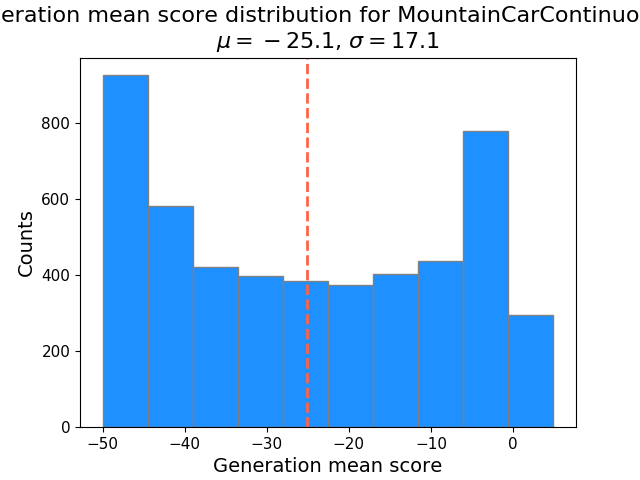 eration mean score distribution for MountainCarContinuo
μ = −25.1, σ = 17.1
Counts
800
600
400
200
0
−50 −40 −30 −20 −10 0
Generation mean score